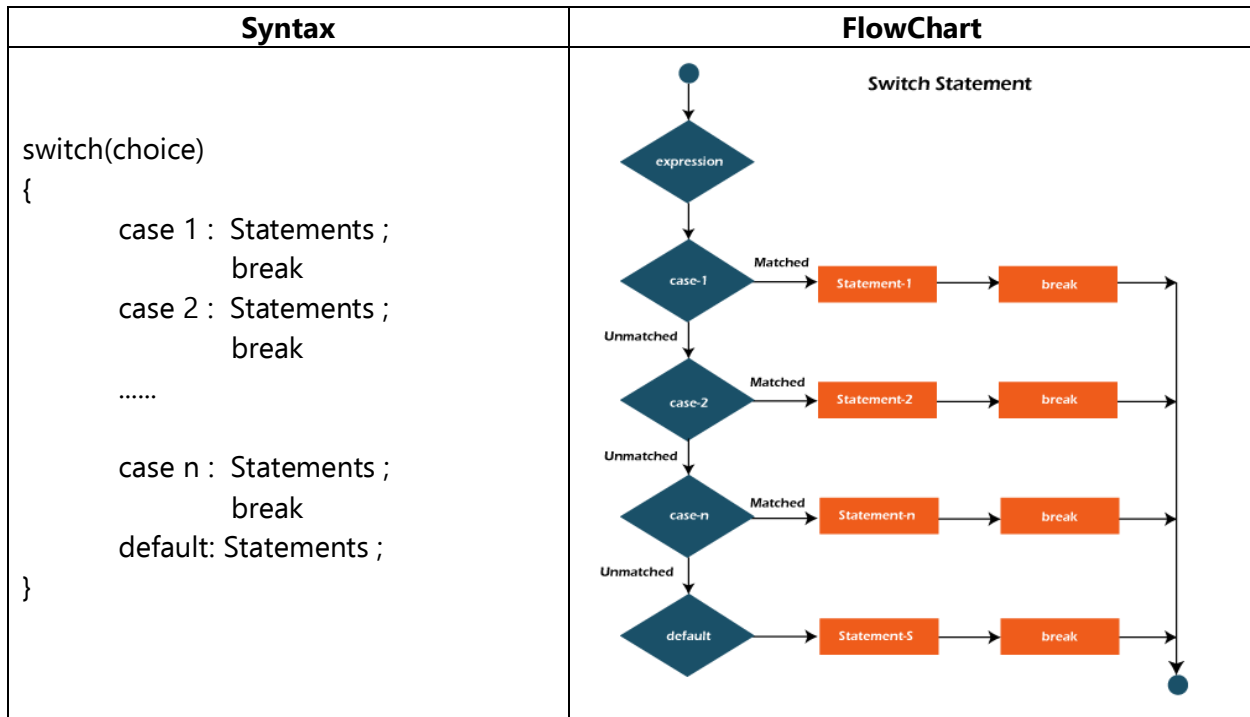 Syntax
FlowChart
switch(choice)
{
case 1 : Statements ;
break
case 2 : Statements ;
break
......
case n : Statements ;
break
default: Statements ;
}
Switch Statement
expression
case-1
Matched
Statement-1
break
Unmatched
case-2
Matched
Statement-2
break
Unmatched
case-n
Matched
Statement-n
break
Unmatched
default
Statement-S
break